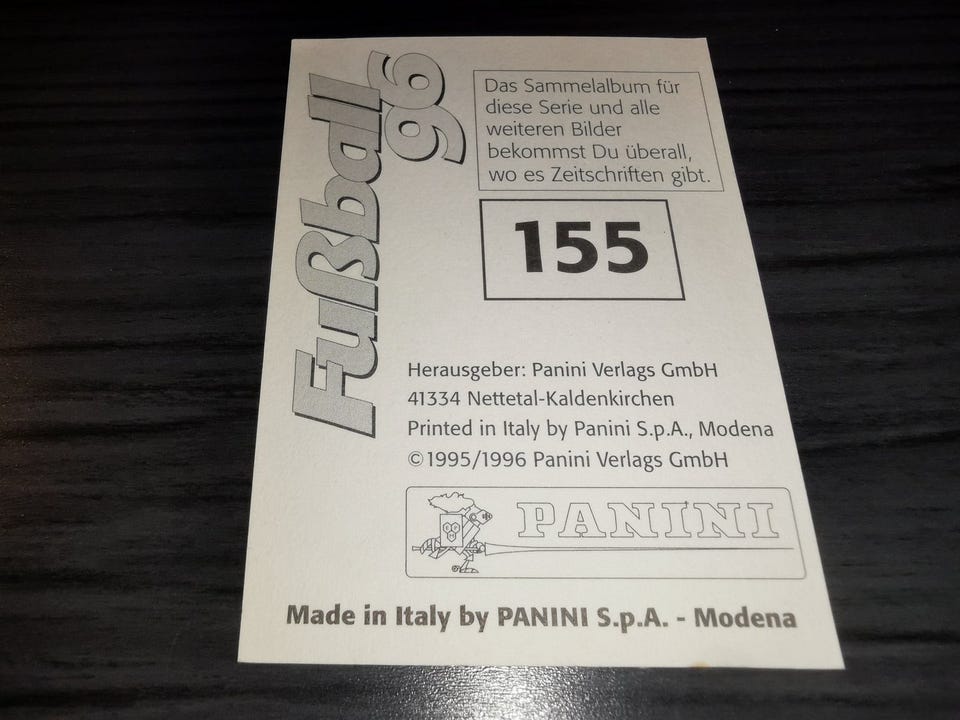 Fußball
96
Das Sammelalbum für
diese Serie und alle
weiteren Bilder
bekommst Du überall,
wo es Zeitschriften gibt.
155
Herausgeber: Panini Verlags GmbH
41334 Nettetal-Kaldenkirchen
Printed in Italy by Panini S.p.A., Modena
©1995/1996 Panini Verlags GmbH
PANINI
Made in Italy by PANINI S.p.A. - Modena